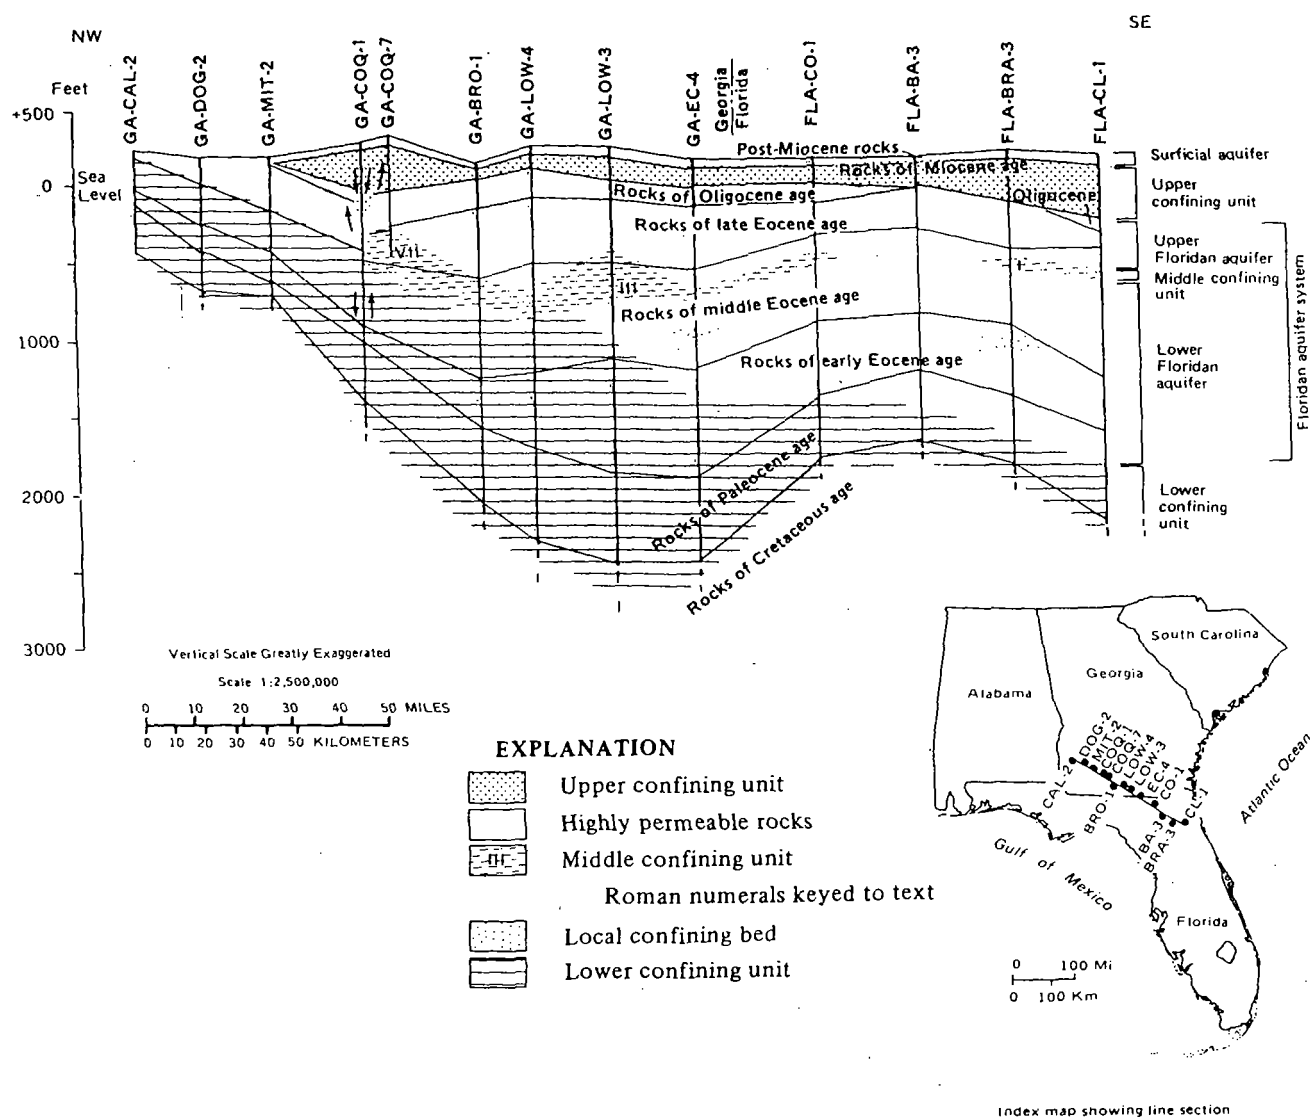 NW
SE
Feet
+500
0
Sea
Level
1000
2000
3000
GA-CAL-2
GA-DOG-2
GA-MIT-2
GA-COQ-1
GA-COQ-7
GA-BRO-1
GA-LOW-4
GA-LOW-3
GA-EC-4
Georgia
Florida
FLA-CO-1
FLA-BA-3
FLA-BRA-3
FLA-CL-1
Post-Miocene rocks
Rocks of Miocene age
Rocks of Oligocene age
Oligocene
Rocks of late Eocene age
VII
III
I
Rocks of middle Eocene age
Rocks of early Eocene age
Rocks of Paleocene age
Rocks of Cretaceous age
Surficial aquifer
Upper
confining unit
Upper
Floridan aquifer
Middle confining
unit
Lower
Floridan
aquifer
Floridan aquifer system
Lower
confining
unit
Vertical Scale Greatly Exaggerated
Scale 1:2,500,000
0 10 20 30 40 50 MILES
0 10 20 30 40 50 KILOMETERS
EXPLANATION
Upper confining unit
Highly permeable rocks
III
Middle confining unit
Roman numerals keyed to text
Local confining bed
Lower confining unit
South Carolina
Georgia
Alabama
CAL-2
DOG-2
MIT-2
COQ-1
COQ-7
LOW-4
LOW-3
EC-4
CO-1
CL-1
BRO-1
BA-3
BRA-3
Atlantic Ocean
Gulf of Mexico
Florida
0 100 Mi
0 100 Km
Index map showing line section